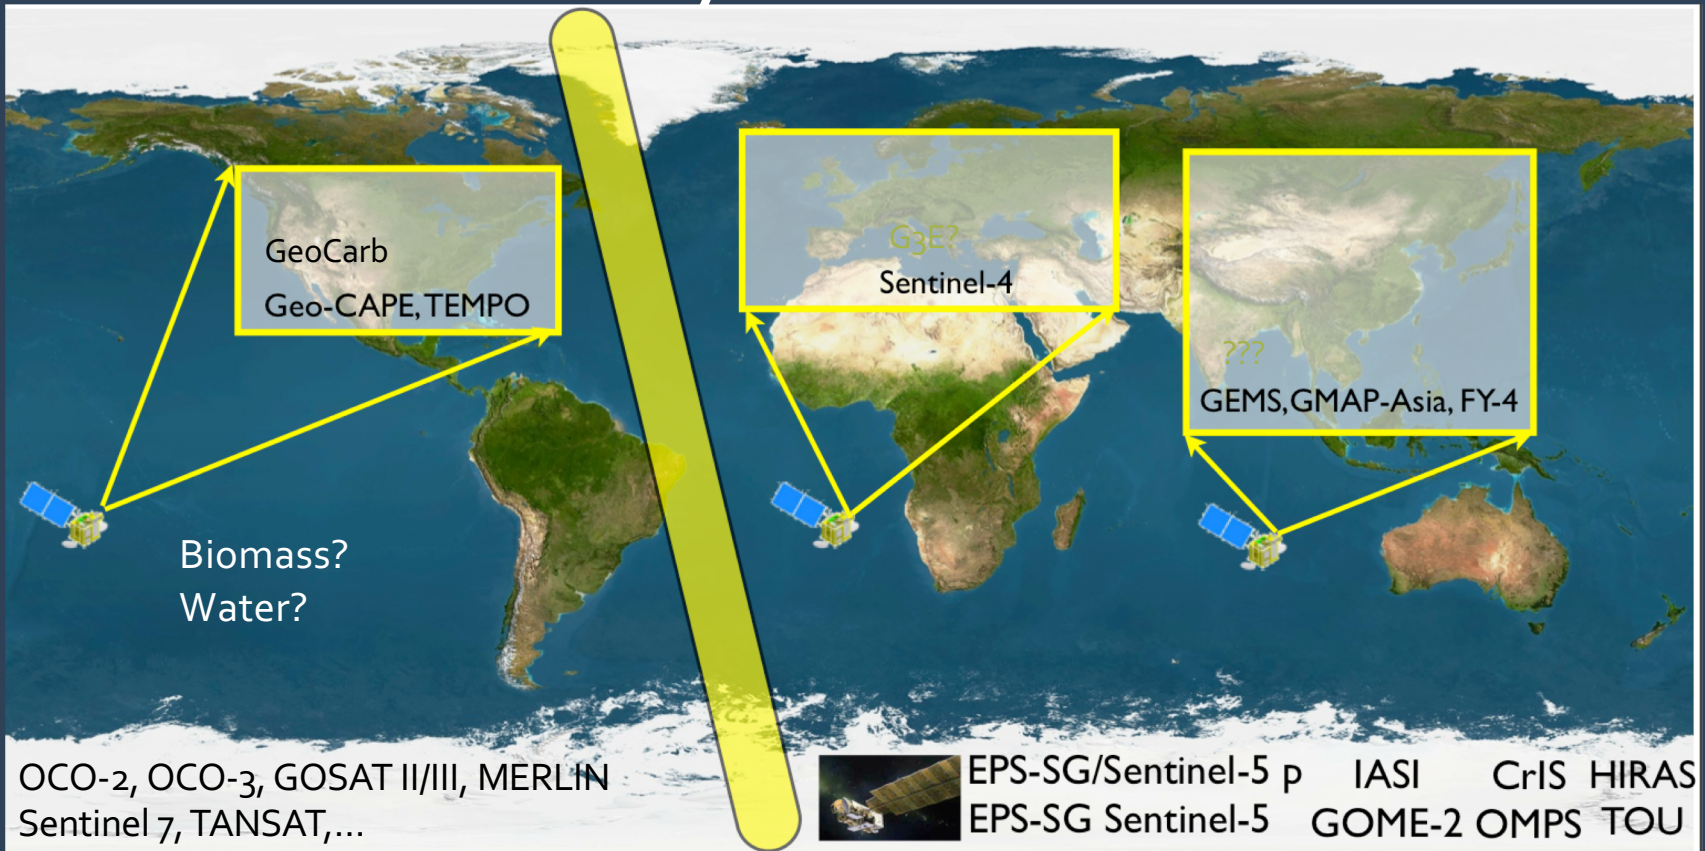 GeoCarb
Geo-CAPE, TEMPO
G3E?
Sentinel-4
???
GEMS, GMAP-Asia, FY-4
Biomass?
Water?
OCO-2, OCO-3, GOSAT II/III, MERLIN
Sentinel 7, TANSAT,...
EPS-SG/Sentinel-5 p IASI CrIS HIRAS
EPS-SG Sentinel-5 GOME-2 OMPS TOU